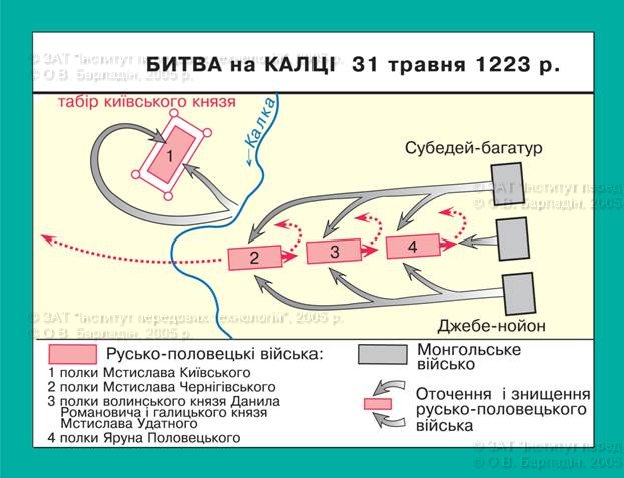 БИТВА на КАЛЦІ 31 травня 1223 р.
© ЗАТ "Інститут передових технологій", 2005 р.
© О.В. Барладін, 2005 р.
табір київського князя
1
Калка
Субедей-багатур
© ЗАТ "Інститут перед
© О.В. Барладін, 2005
2
3
4
© ЗАТ "Інститут передових технологій", 2005 р.
© О.В. Барладін, 2005 р.
Джебе-нойон
Русько-половецькі війська:
1 полки Мстислава Київського
2 полки Мстислава Чернігівського
3 полки волинського князя Данила
Романовича і галицького князя
Мстислава Удатного
4 полки Яруна Половецького
Монгольське
військо
Оточення і знищення
русько-половецького
війська
© ЗАТ "Інститут перед
© О.В. Барладін, 2005